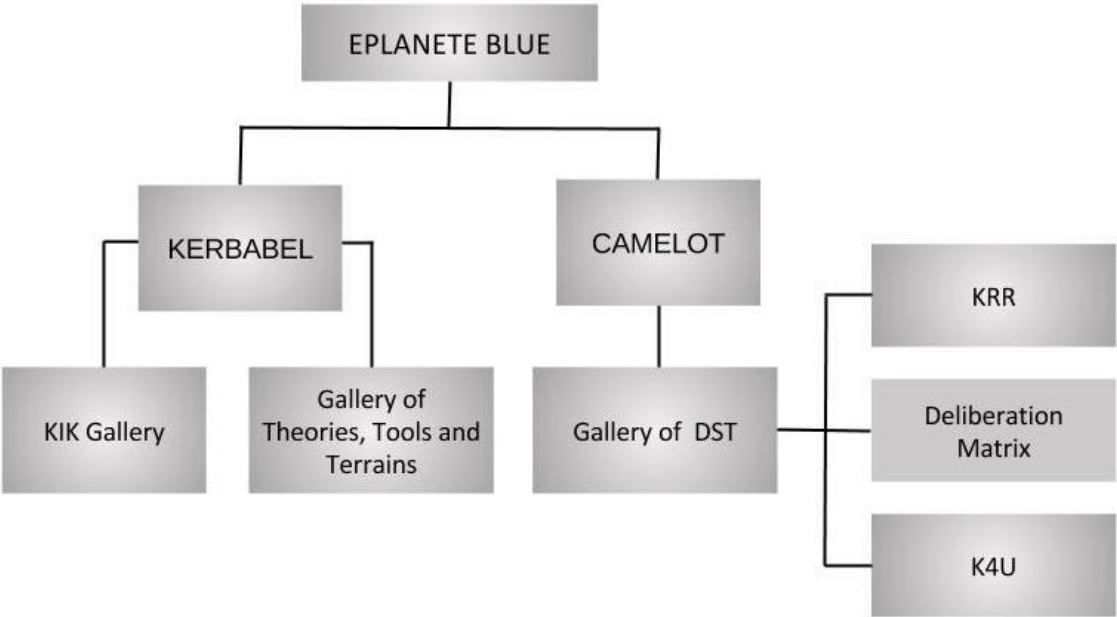 EPLANETE BLUE
KERBABEL
CAMELOT
KIK Gallery
Gallery of
Theories, Tools and
Terrains
Gallery of DST
KRR
Deliberation
Matrix
K4U